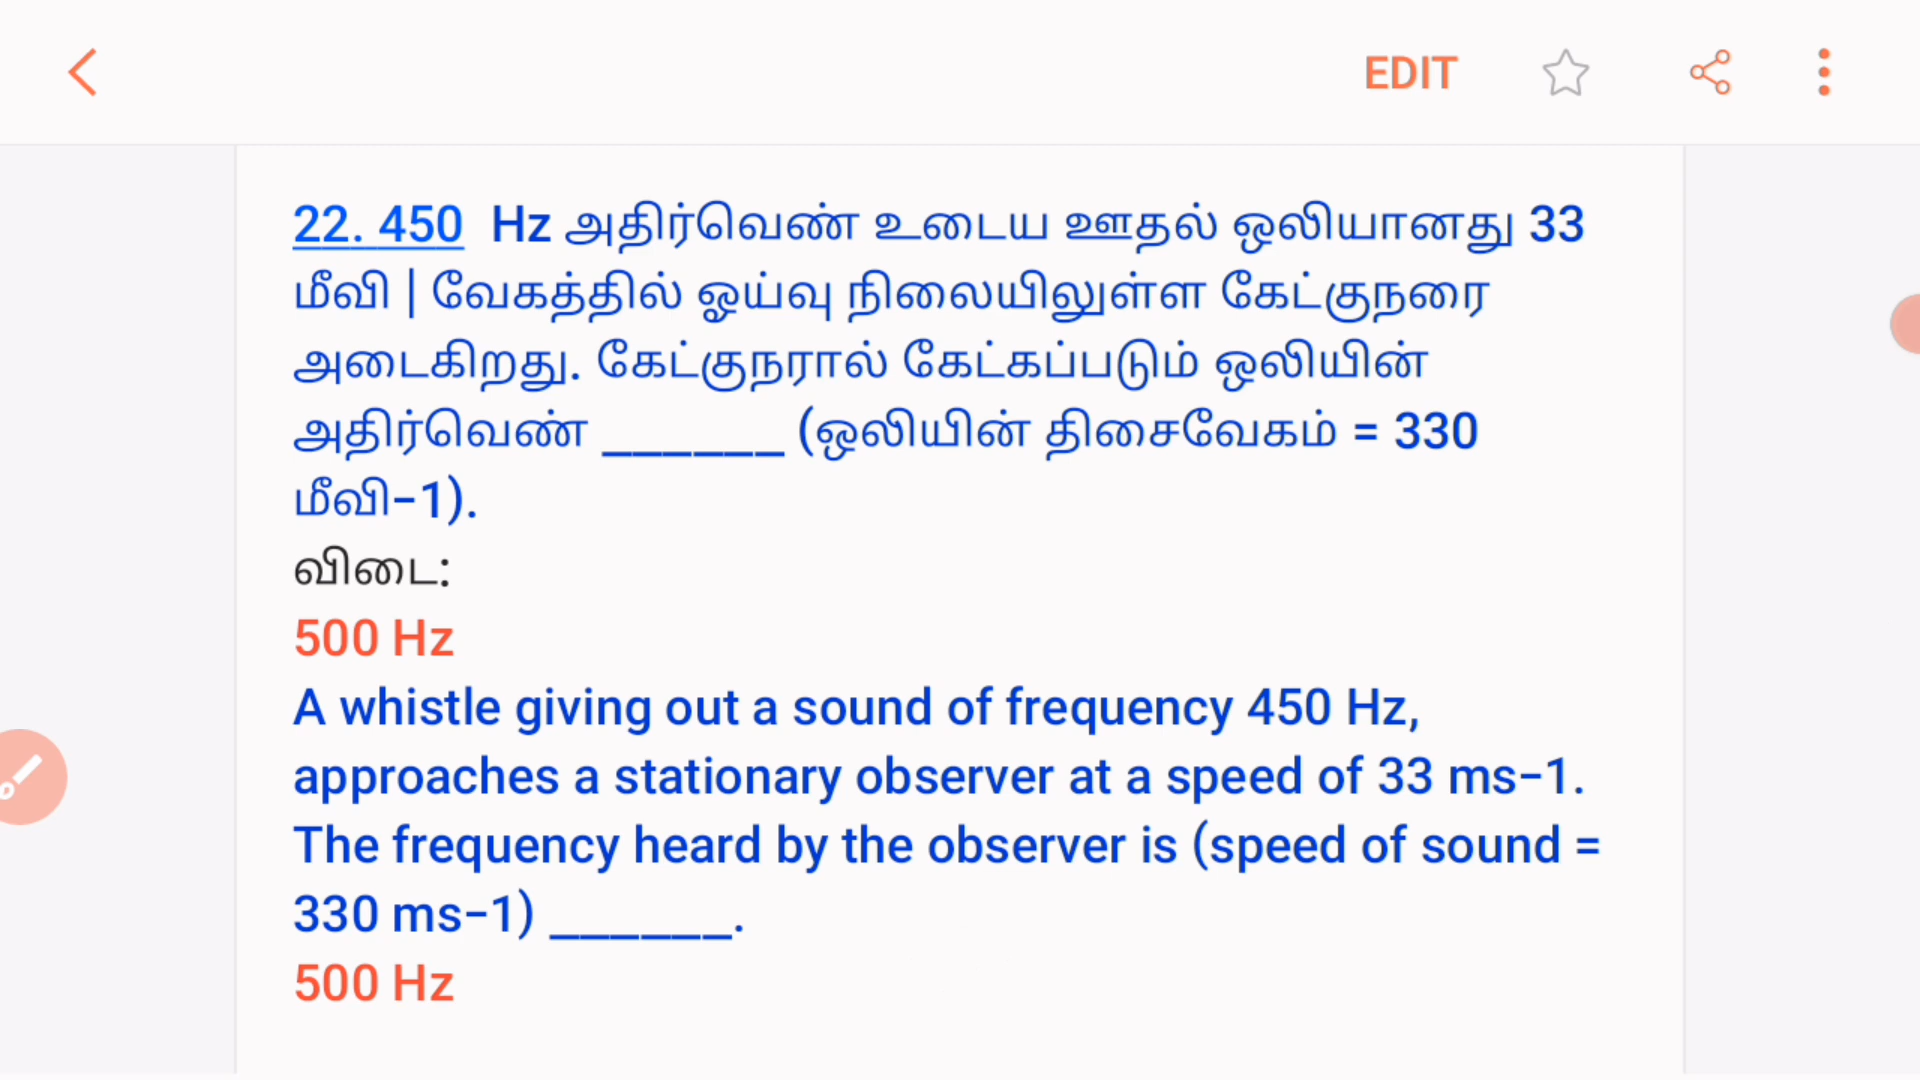 EDIT
22. 450 Hz அதிர்வெண் உடைய ஊதல் ஒலியானது 33
மீவி | வேகத்தில் ஓய்வு நிலையிலுள்ள கேட்குநரை
அடைகிறது. கேட்குநரால் கேட்கப்படும் ஒலியின்
அதிர்வெண் ______ (ஒலியின் திசைவேகம் = 330
மீவி−1).
விடை:
500 Hz
A whistle giving out a sound of frequency 450 Hz,
approaches a stationary observer at a speed of 33 ms−1.
The frequency heard by the observer is (speed of sound =
330 ms−1) ______.
500 Hz